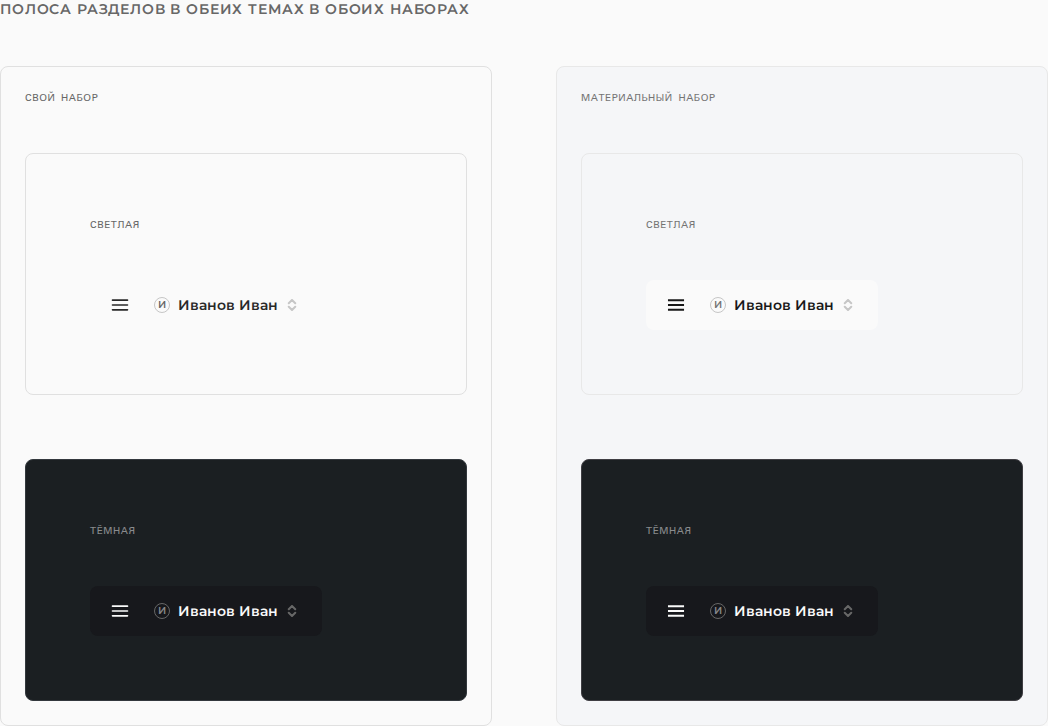 ПОЛОСА РАЗДЕЛОВ В ОБЕИХ ТЕМАХ В ОБОИХ НАБОРАХ
СВОЙ НАБОР
СВЕТЛАЯ
И Иванов Иван
ТЁМНАЯ
И Иванов Иван
МАТЕРИАЛЬНЫЙ НАБОР
СВЕТЛАЯ
И Иванов Иван
ТЁМНАЯ
И Иванов Иван